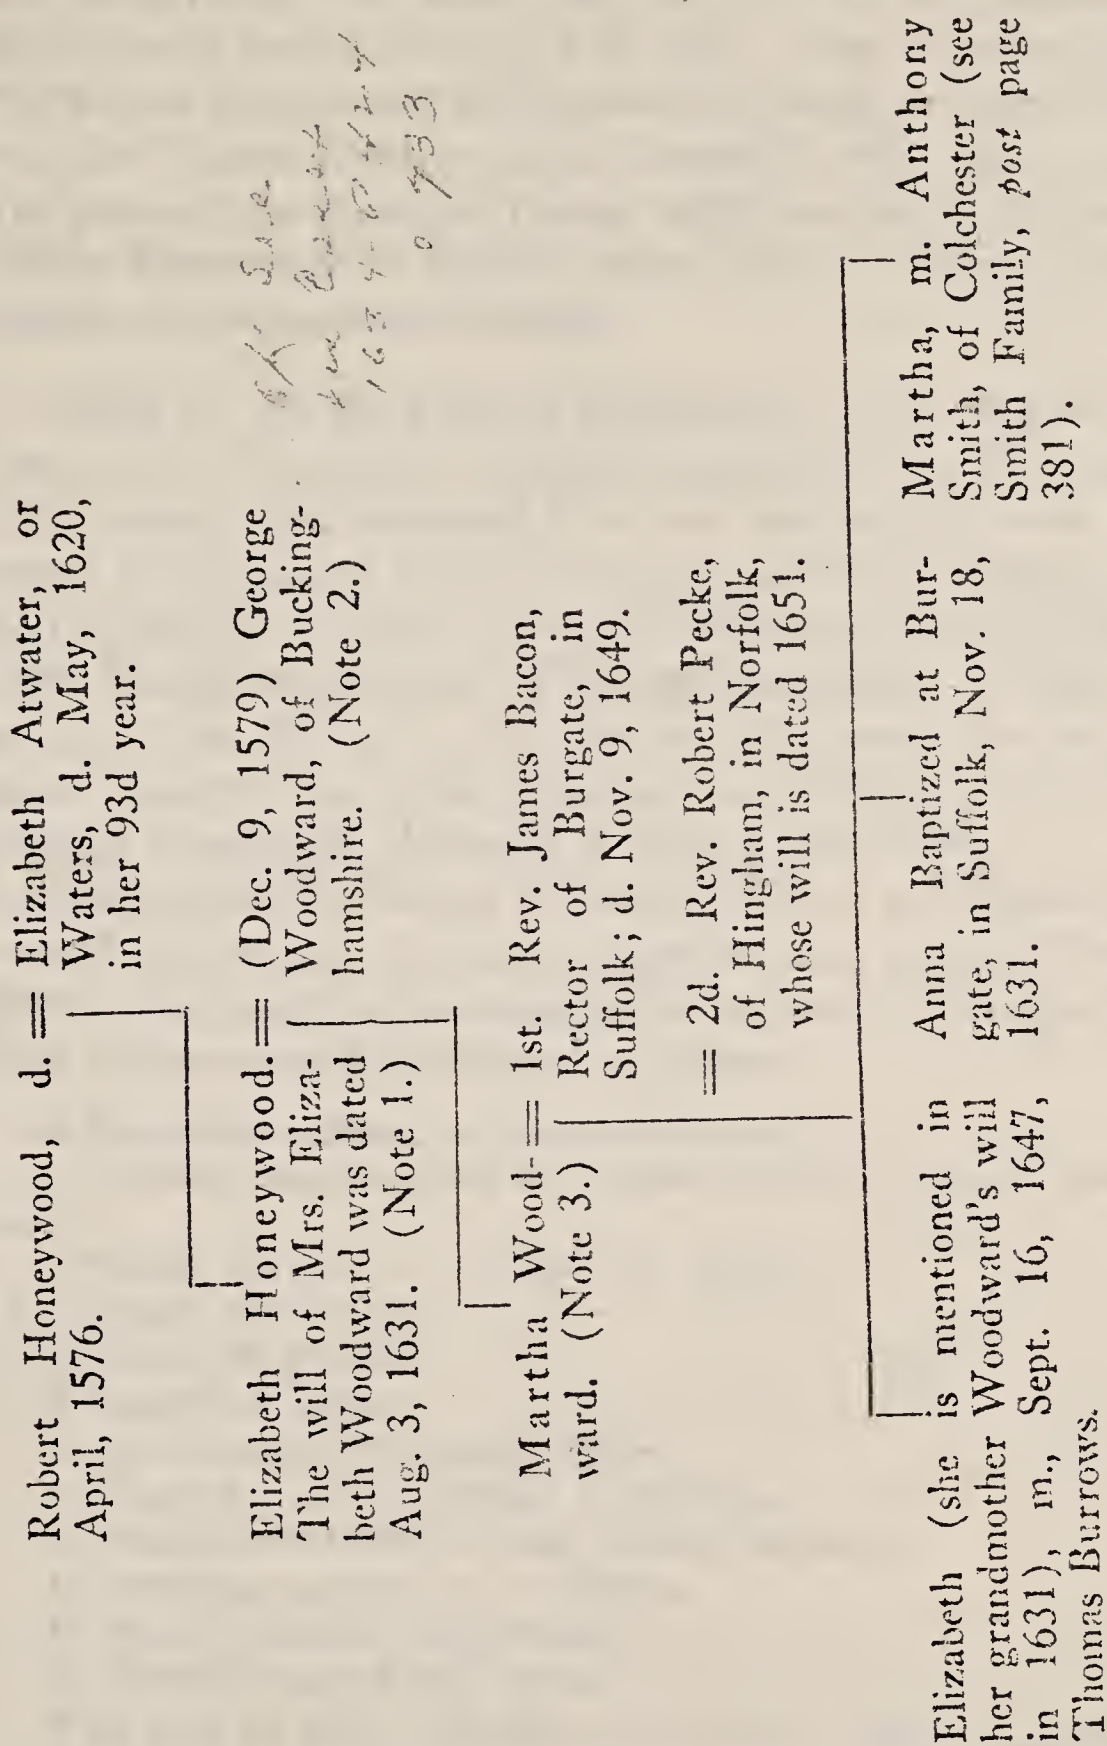 Robert Honeywood, d. =
April, 1576.
Elizabeth Atwater, or
Waters, d. May, 1620,
in her 93d year.
Elizabeth Honeywood. =
The will of Mrs. Eliza-
beth Woodward was dated
Aug. 3, 1631. (Note 1.)
(Dec. 9, 1579) George
Woodward, of Bucking-
hamshire. (Note 2.)
Martha Wood- =
ward. (Note 3.)
1st. Rev. James Bacon,
Rector of Burgate, in
Suffolk; d. Nov. 9, 1649.
= 2d. Rev. Robert Pecke,
of Hingham, in Norfolk,
whose will is dated 1651.
Elizabeth (she is mentioned in
her grandmother Woodward's will
in 1631), m., Sept. 16, 1647,
Thomas Burrows.
Anna Baptized at Bur-
gate, in Suffolk, Nov. 18,
1631.
Martha, m. Anthony
Smith, of Colchester (see
Smith Family, post page
381).